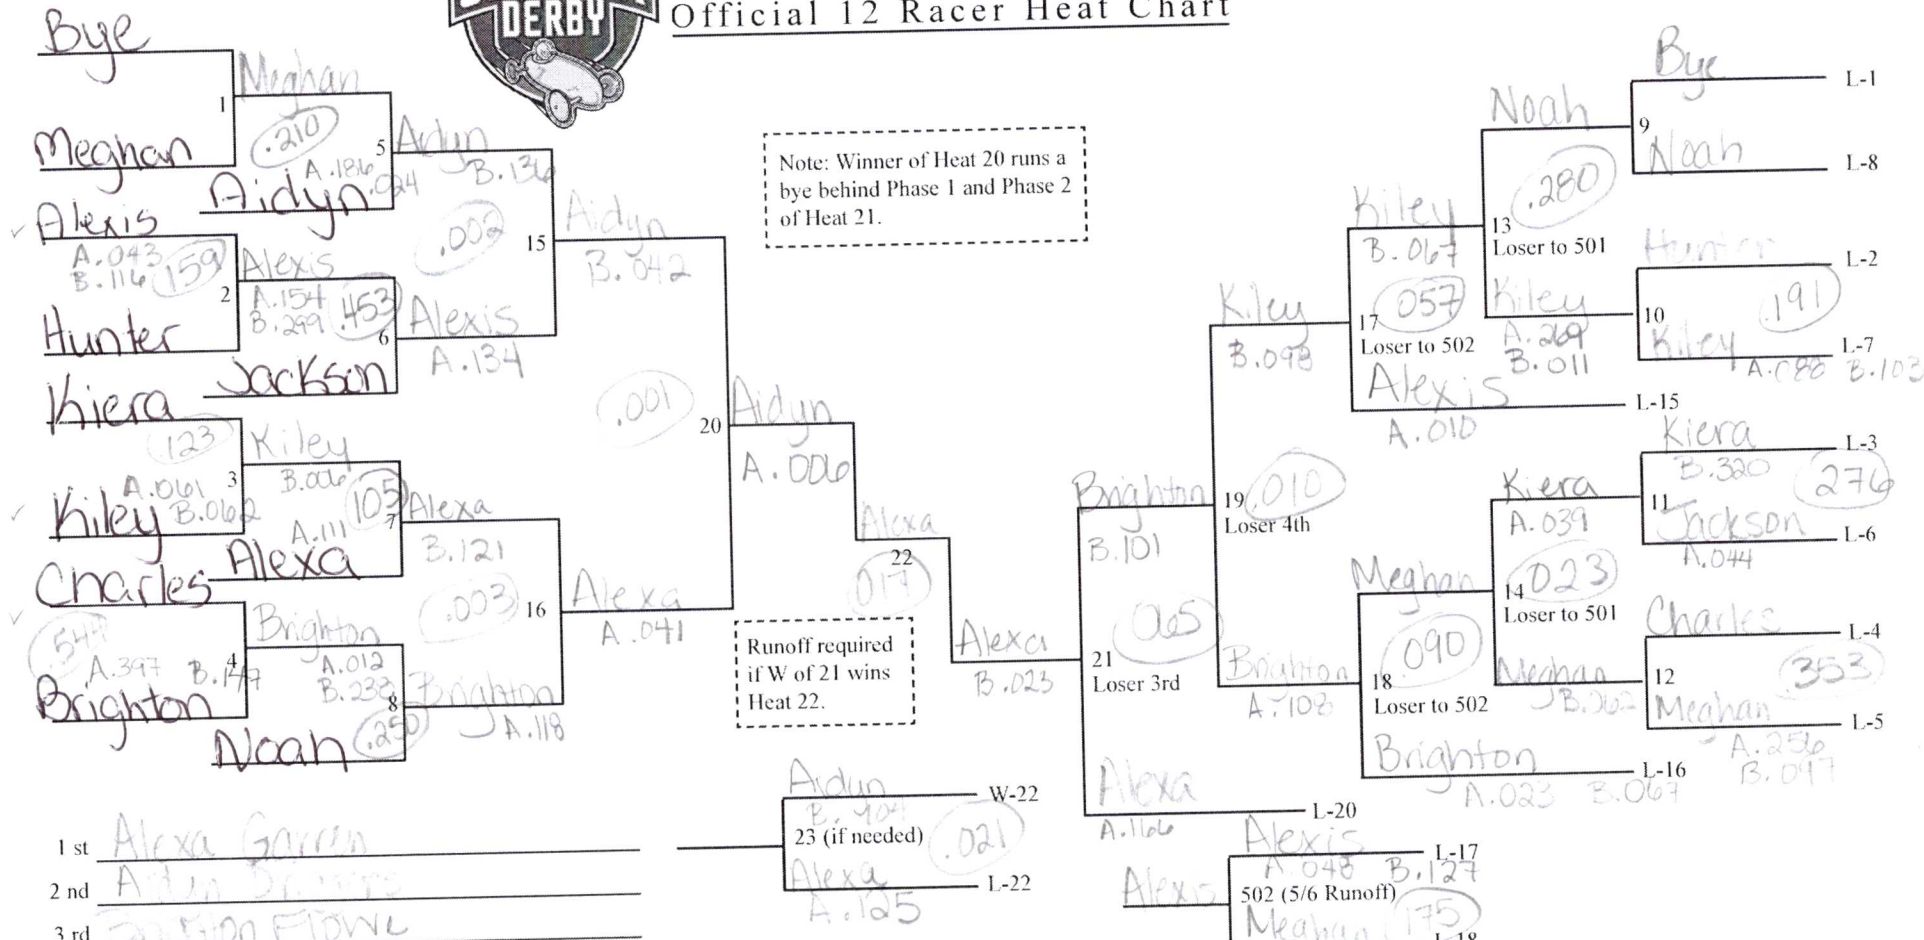 DERBY
Official 12 Racer Heat Chart
Bye
1
Meghan
Meghan
.210
5
A.186
.024
Aidyn
Aidyn
B.136
Alexis
A.043
B.116
.159
2
Hunter
Alexis
A.154
B.299
.453
6
Jackson
Alexis
A.134
.002
15
Aidyn
B.042
Kiera
.123
3
A.061
Kiley B.062
Kiley
B.006
105
7
A.111
Alexa
Alexa
B.121
Charles
4
A.397 B.147
Brighton
Brighton
A.012
8
.250
Noah
Brighton
A.118
.003
16
Alexa
A.041
.001
20
Aidyn
A.006
Alexa
22
017
Alexa
B.023
Note: Winner of Heat 20 runs a
bye behind Phase 1 and Phase 2
of Heat 21.
Runoff required
if W of 21 wins
Heat 22.
Bye
L-1
9
Noah
L-8
Noah
.280
13
Loser to 501
Hunter
L-2
.191
10
Kiley
L-7
B.103
Kiley
A.269
B.011
Kiley
B.067
057
17
Loser to 502
Alexis
L-15
A.010
Kiley
B.093
Kiera
L-3
B.320
276
11
Jackson
L-6
A.044
Kiera
A.039
14
023
Loser to 501
Charles
L-4
353
12
Meghan
L-5
A.256
B.097
Meghan
Meghan
090
18
Loser to 502
Brighton
L-16
A.023 B.067
19
.010
Loser 4th
Brighton
A.108
Brighton
B.101
065
21
Loser 3rd
Alexa
L-20
A.166
Aidyn
W-22
23 (if needed)
.021
Alexa
L-22
A.125
Alexis
L-17
A.048 B.127
Alexis
502 (5/6 Runoff)
Meghan
175
L-18
1 st Alexa
2 nd
3 rd